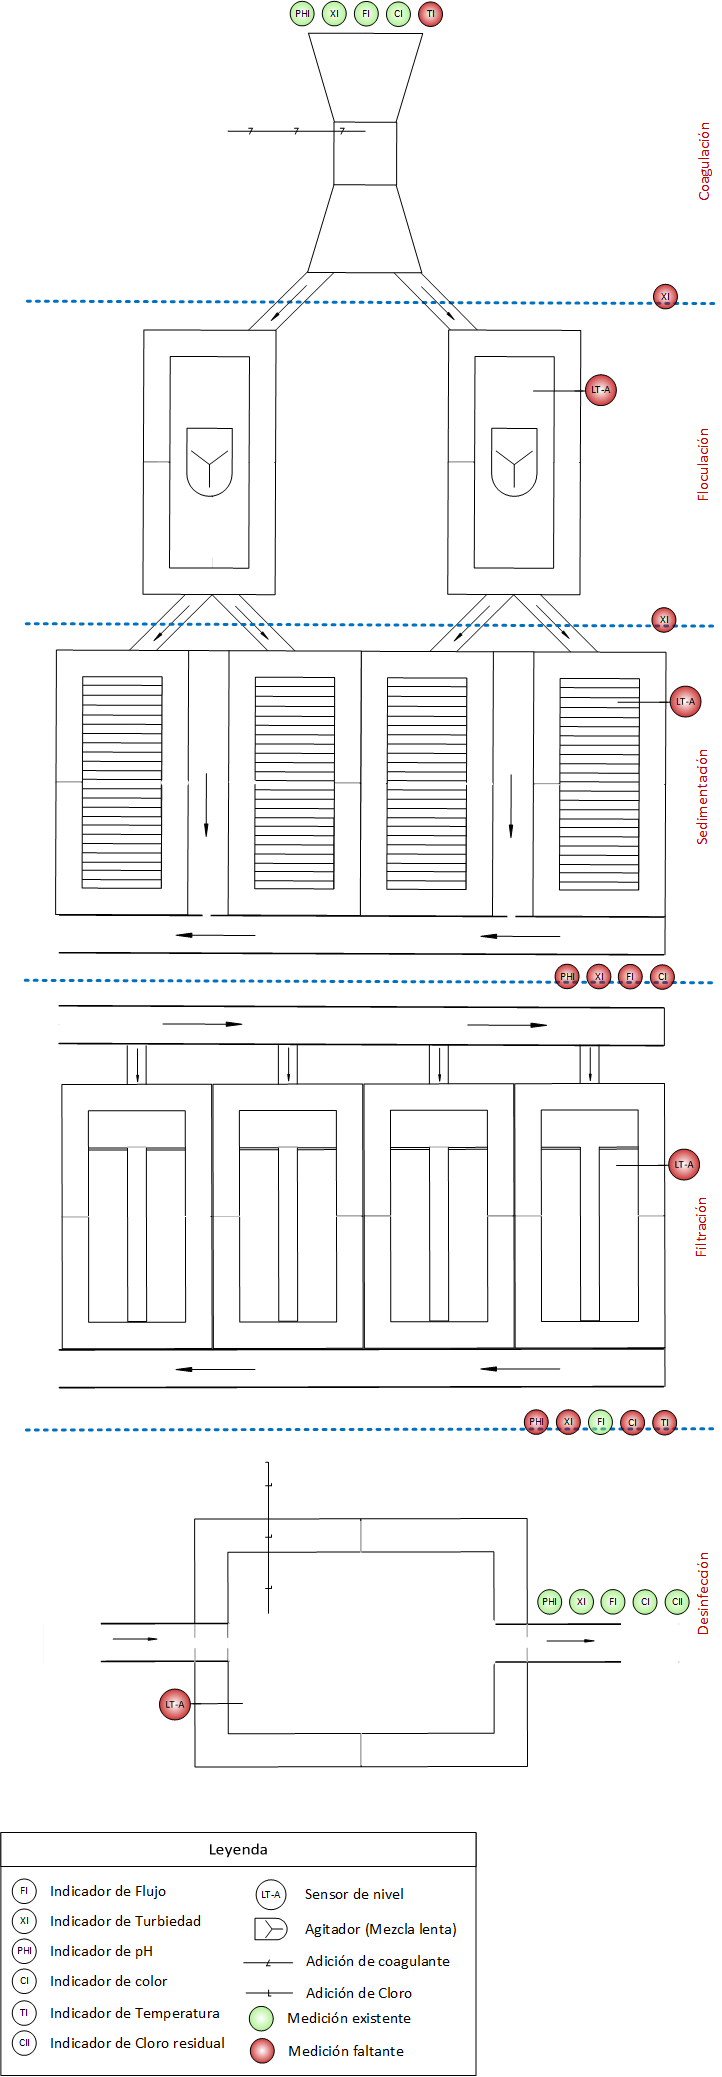 PHI XI FI CI TI
Coagulación
XI
LT-A
Floculación
XI
LT-A
Sedimentación
PHI XI FI CI
LT-A
Filtración
PHI XI FI CI TI
Desinfección
PHI XI FI CI CII
LT-A
Leyenda
FI Indicador de Flujo
XI Indicador de Turbiedad
PHI Indicador de pH
CI Indicador de color
TI Indicador de Temperatura
CII Indicador de Cloro residual
LT-A Sensor de nivel
Agitador (Mezcla lenta)
Adición de coagulante
Adición de Cloro
Medición existente
Medición faltante